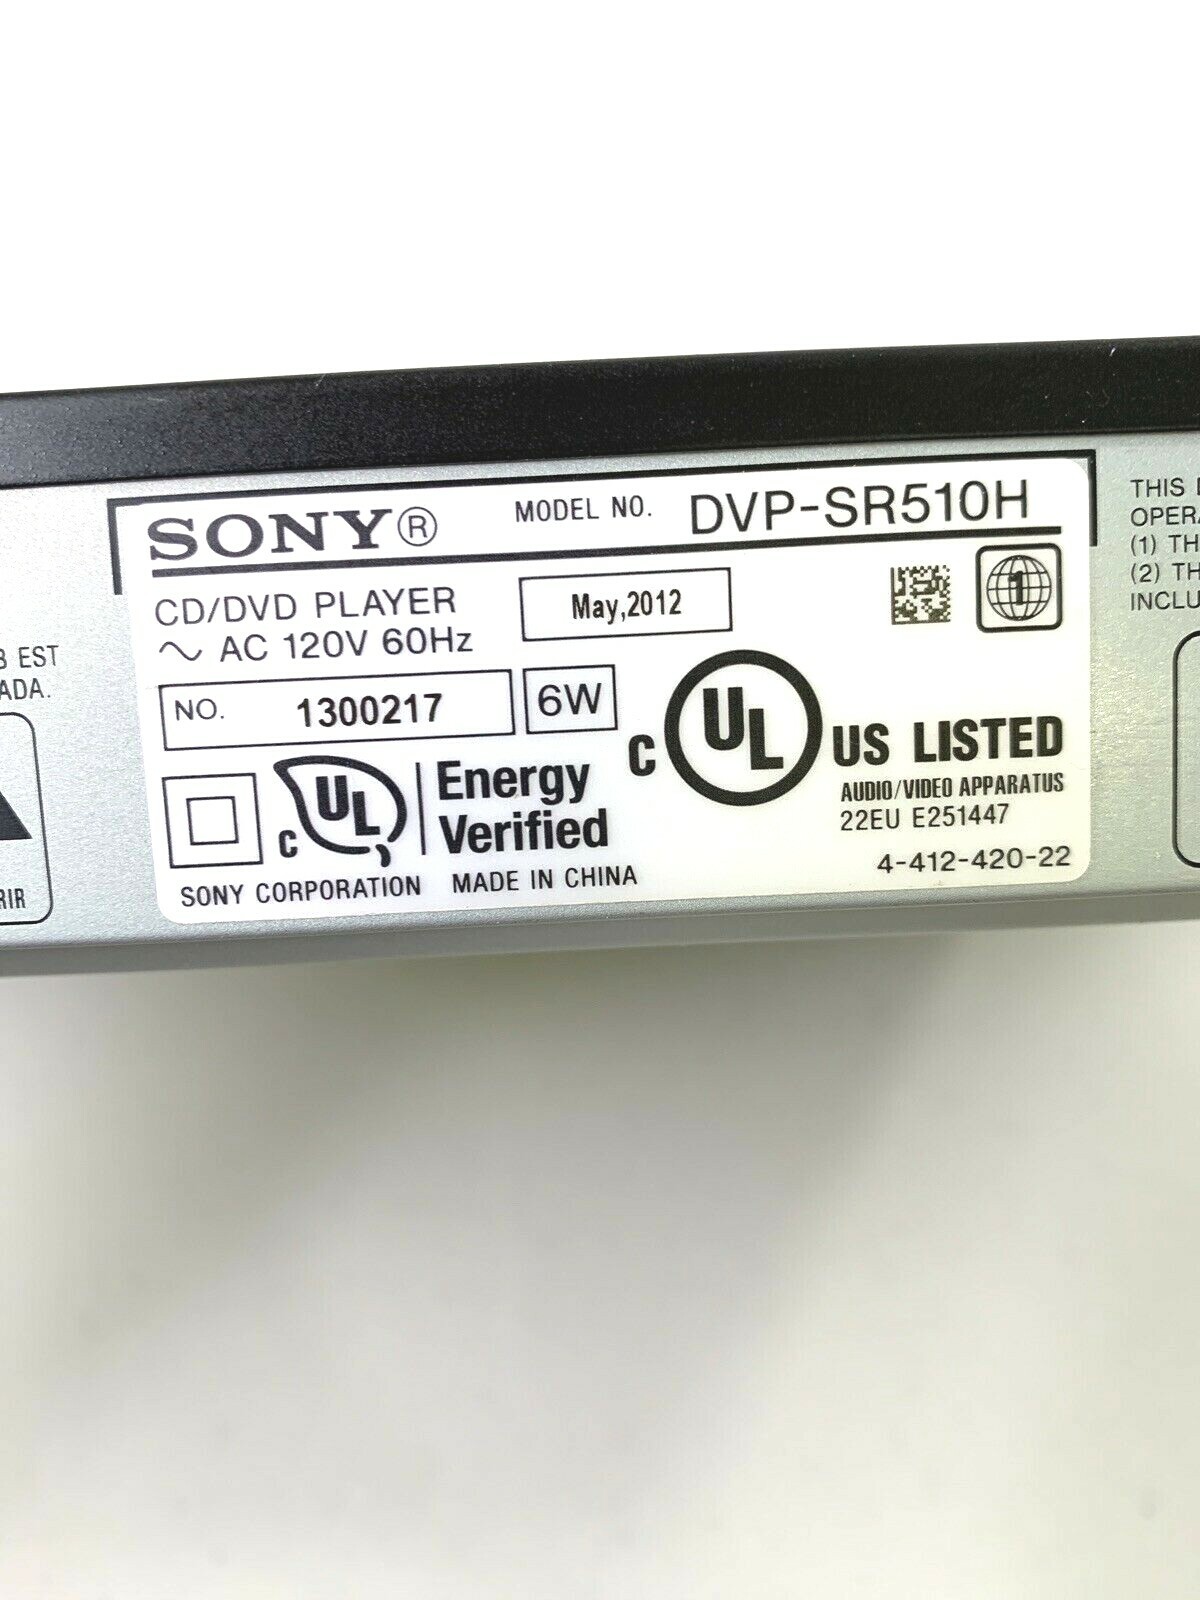 SONY® MODEL NO. DVP-SR510H
CD/DVD PLAYER May,2012 1
~ AC 120V 60Hz
NO. 1300217 6W
C UL US LISTED
AUDIO/VIDEO APPARATUS
22EU E251447
C UL Energy
Verified
4-412-420-22
SONY CORPORATION MADE IN CHINA
EST
ADA.
RIR
THIS
OPER
(1) TH
(2) TH
INCLU